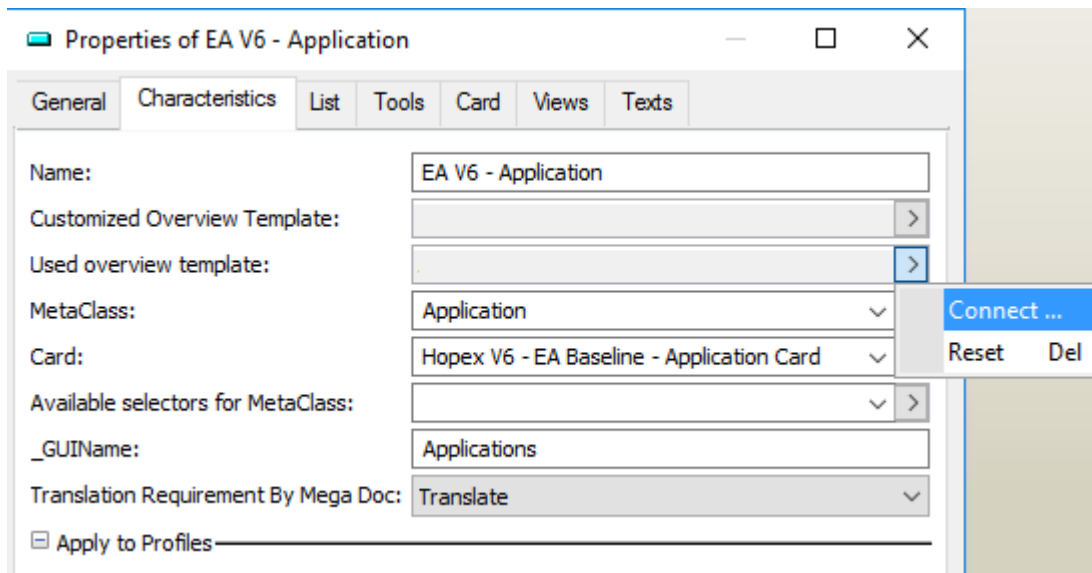 Properties of EA V6 - Application
General Characteristics List Tools Card Views Texts
Name: EA V6 - Application
Customized Overview Template:
Used overview template:
MetaClass: Application
Connect ...
Card: Hopex V6 - EA Baseline - Application Card
Reset Del
Available selectors for MetaClass:
_GUIName: Applications
Translation Requirement By Mega Doc: Translate
Apply to Profiles